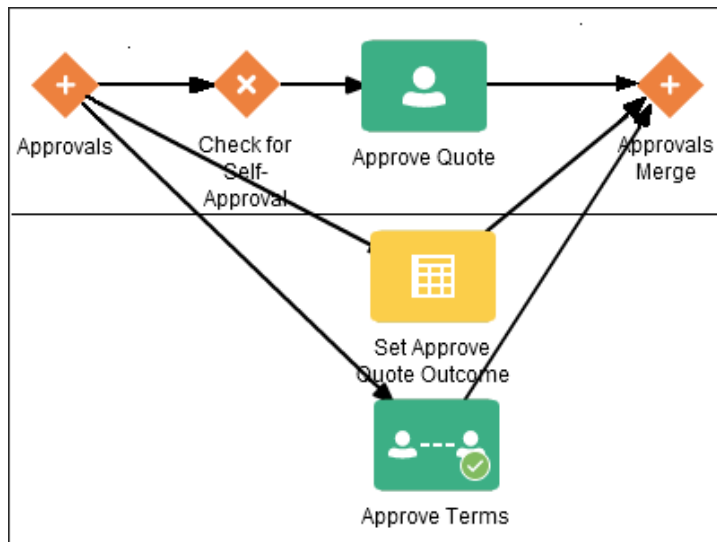 Approvals
Check for
Self-
Approval
Approve Quote
Approvals
Merge
Set Approve
Quote Outcome
Approve Terms